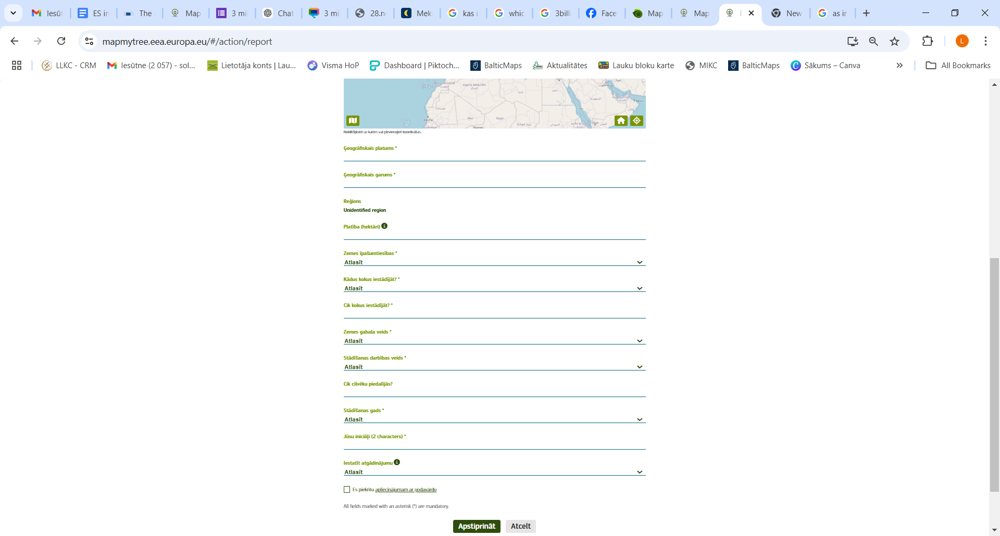 Iesūt
ES in
The
Map
3 mi
Chat
3 mi
28.n
Mek
kas i
whic
3billi
Face
Map
Map
New
as ir
mapmytree.eea.europa.eu/#/action/report
L
LLKC - CRM
Iesūtne (2 057) - sol...
Lietotāja konts | Lau...
Visma HoP
Dashboard | Piktoch...
BalticMaps
Aktualitātes
Lauku bloku karte
MIKC
BalticMaps
Sākums – Canva
All Bookmarks
Mali
Niger
Niamey
Noklikšķiniet uz kartes vai pievienojiet koordinātas.
Ģeogrāfiskais platums *
Ģeogrāfiskais garums *
Reģions
Unidentified region
Platība (hektāri)
Zemes īpašumtiesības *
Atlasīt
Kādus kokus iestādījāt? *
Atlasīt
Cik kokus iestādījāt? *
Zemes gabala veids *
Atlasīt
Stādīšanas darbības veids *
Atlasīt
Cik cilvēku piedalījās?
Stādīšanas gads *
Atlasīt
Jūsu iniciāļi (2 characters) *
Iestatīt atgādinājumu
Atlasīt
Es piekrītu apliecinājumam ar godavārdu
All fields marked with an asterisk (*) are mandatory.
Apstiprināt
Atcelt